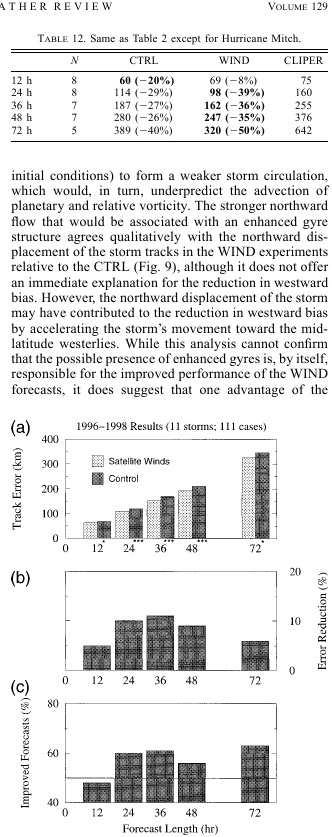 ATHER REVIEW VOLUME 129
TABLE 12. Same as Table 2 except for Hurricane Mitch.
N CTRL WIND CLIPER
12 h 8 60 (−20%) 69 (−8%) 75
24 h 8 114 (−29%) 98 (−39%) 160
36 h 7 187 (−27%) 162 (−36%) 255
48 h 7 280 (−26%) 247 (−35%) 376
72 h 5 389 (−40%) 320 (−50%) 642
initial conditions) to form a weaker storm circulation,
which would, in turn, underpredict the advection of
planetary and relative vorticity. The stronger northward
flow that would be associated with an enhanced gyre
structure agrees qualitatively with the northward dis-
placement of the storm tracks in the WIND experiments
relative to the CTRL (Fig. 9), although it does not offer
an immediate explanation for the reduction in westward
bias. However, the northward displacement of the storm
may have contributed to the reduction in westward bias
by accelerating the storm's movement toward the mid-
latitude westerlies. While this analysis cannot confirm
that the possible presence of enhanced gyres is, by itself,
responsible for the improved performance of the WIND
forecasts, it does suggest that one advantage of the
(a) 1996−1998 Results (11 storms; 111 cases)
Track Error (km)
400
300
200
100
0
Satellite Winds
Control
0 12 24 36 48 72
* *** *** *** *
(b)
20
10
0
Error Reduction (%)
0 12 24 36 48 72
(c)
Improved Forecasts (%)
80
60
40
0 12 24 36 48 72
Forecast Length (hr)